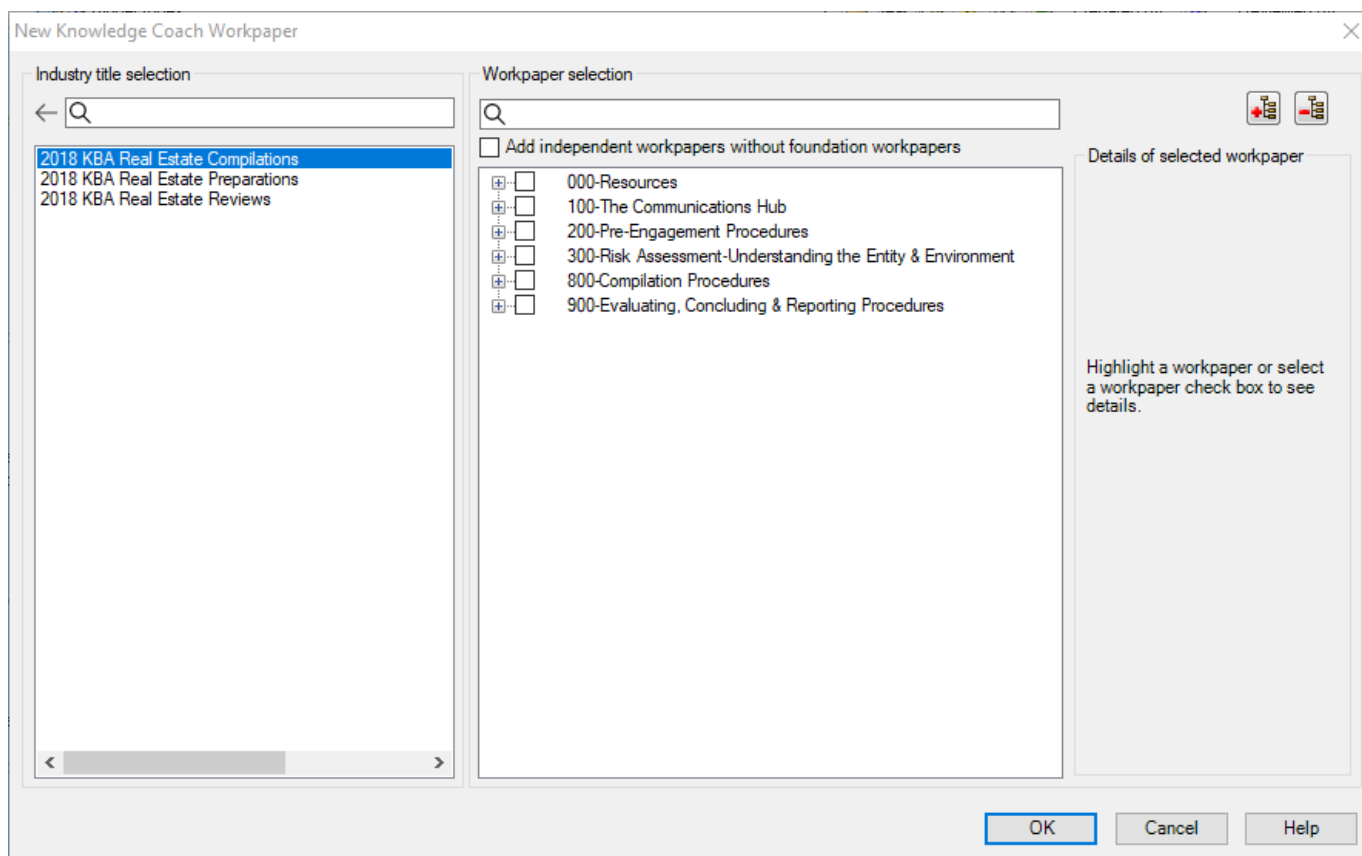 New Knowledge Coach Workpaper
Industry title selection
2018 KBA Real Estate Compilations
2018 KBA Real Estate Preparations
2018 KBA Real Estate Reviews
Workpaper selection
Add independent workpapers without foundation workpapers
000-Resources
100-The Communications Hub
200-Pre-Engagement Procedures
300-Risk Assessment-Understanding the Entity & Environment
800-Compilation Procedures
900-Evaluating, Concluding & Reporting Procedures
Details of selected workpaper
Highlight a workpaper or select
a workpaper check box to see
details.
OK
Cancel
Help